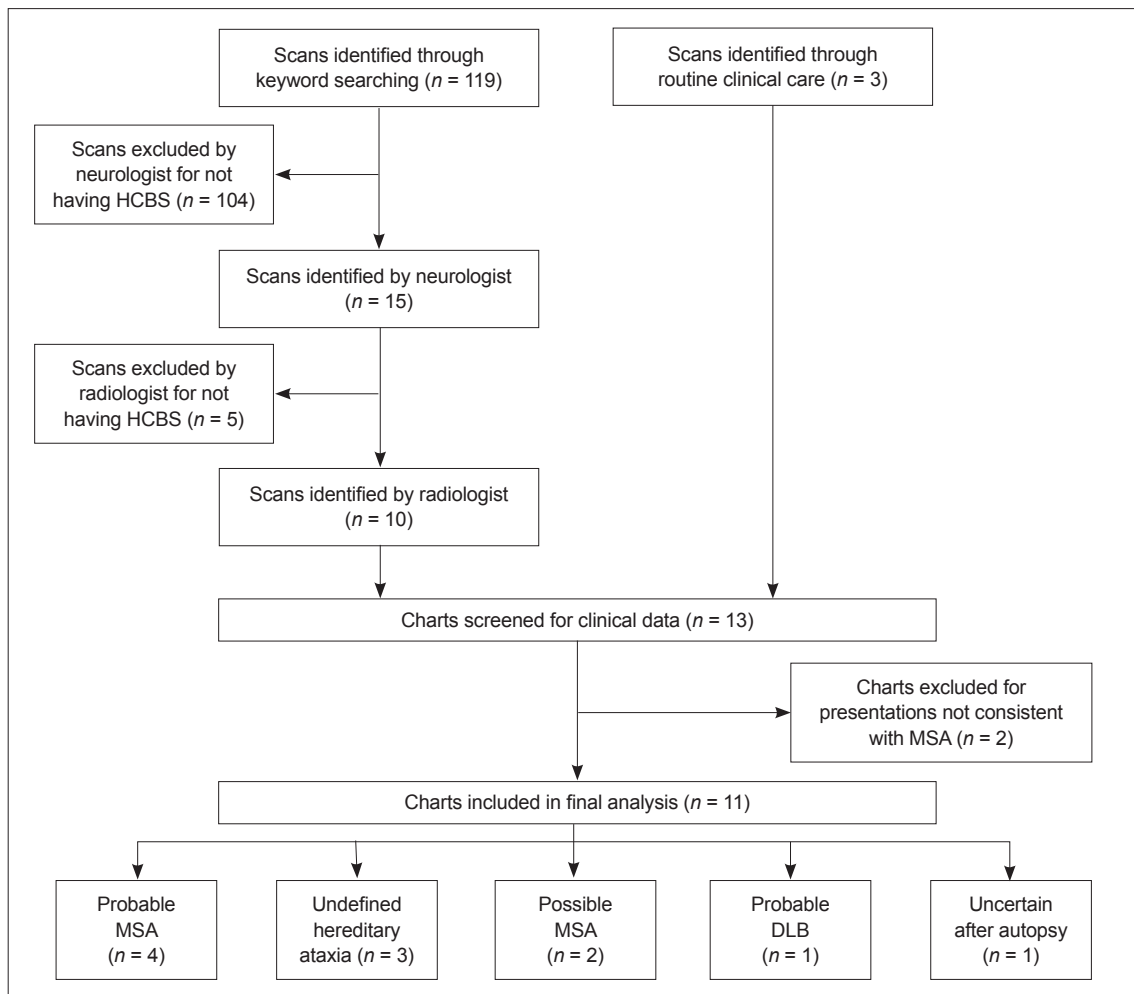 Scans identified through
keyword searching (n = 119)
Scans identified through
routine clinical care (n = 3)
Scans excluded by
neurologist for not
having HCBS (n = 104)
Scans identified by neurologist
(n = 15)
Scans excluded by
radiologist for not
having HCBS (n = 5)
Scans identified by radiologist
(n = 10)
Charts screened for clinical data (n = 13)
Charts excluded for
presentations not consistent
with MSA (n = 2)
Charts included in final analysis (n = 11)
Probable
MSA
(n = 4)
Undefined
hereditary
ataxia (n = 3)
Possible
MSA
(n = 2)
Probable
DLB
(n = 1)
Uncertain
after autopsy
(n = 1)